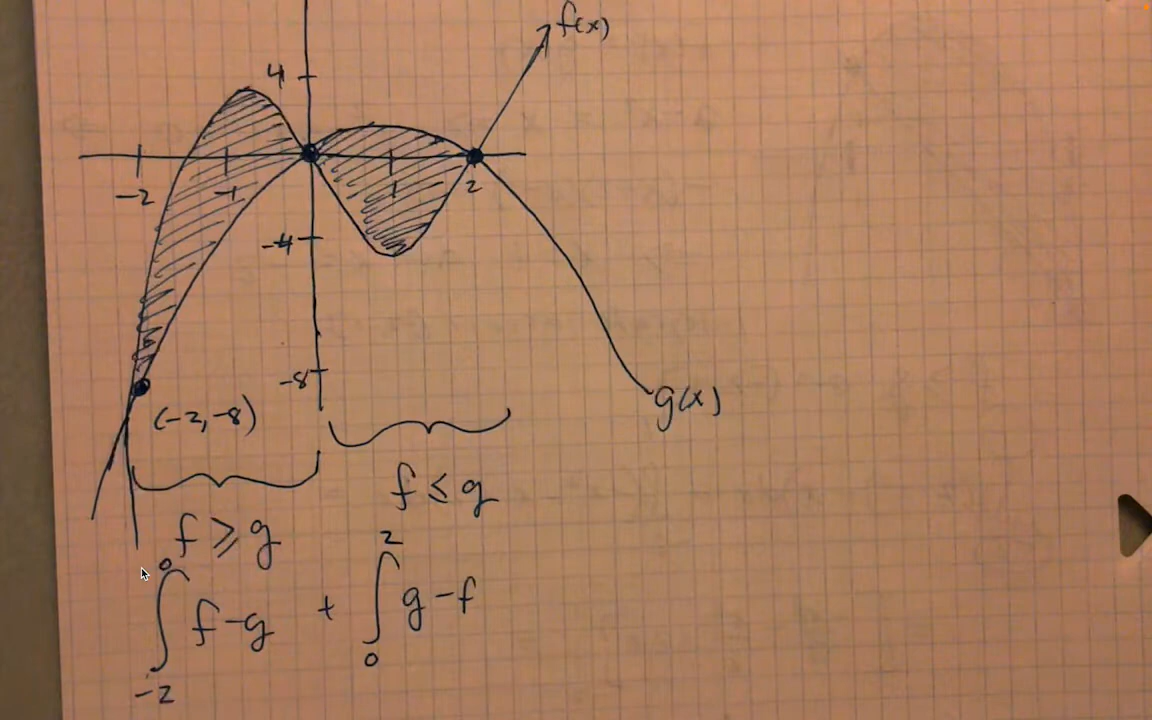 f(x)
4
-2
-1
1
2
-4
-8
g(x)
(-2,-8)
f ≤ g
f ≥ g
∫_{-2}^{0} f-g + ∫_{0}^{2} g-f